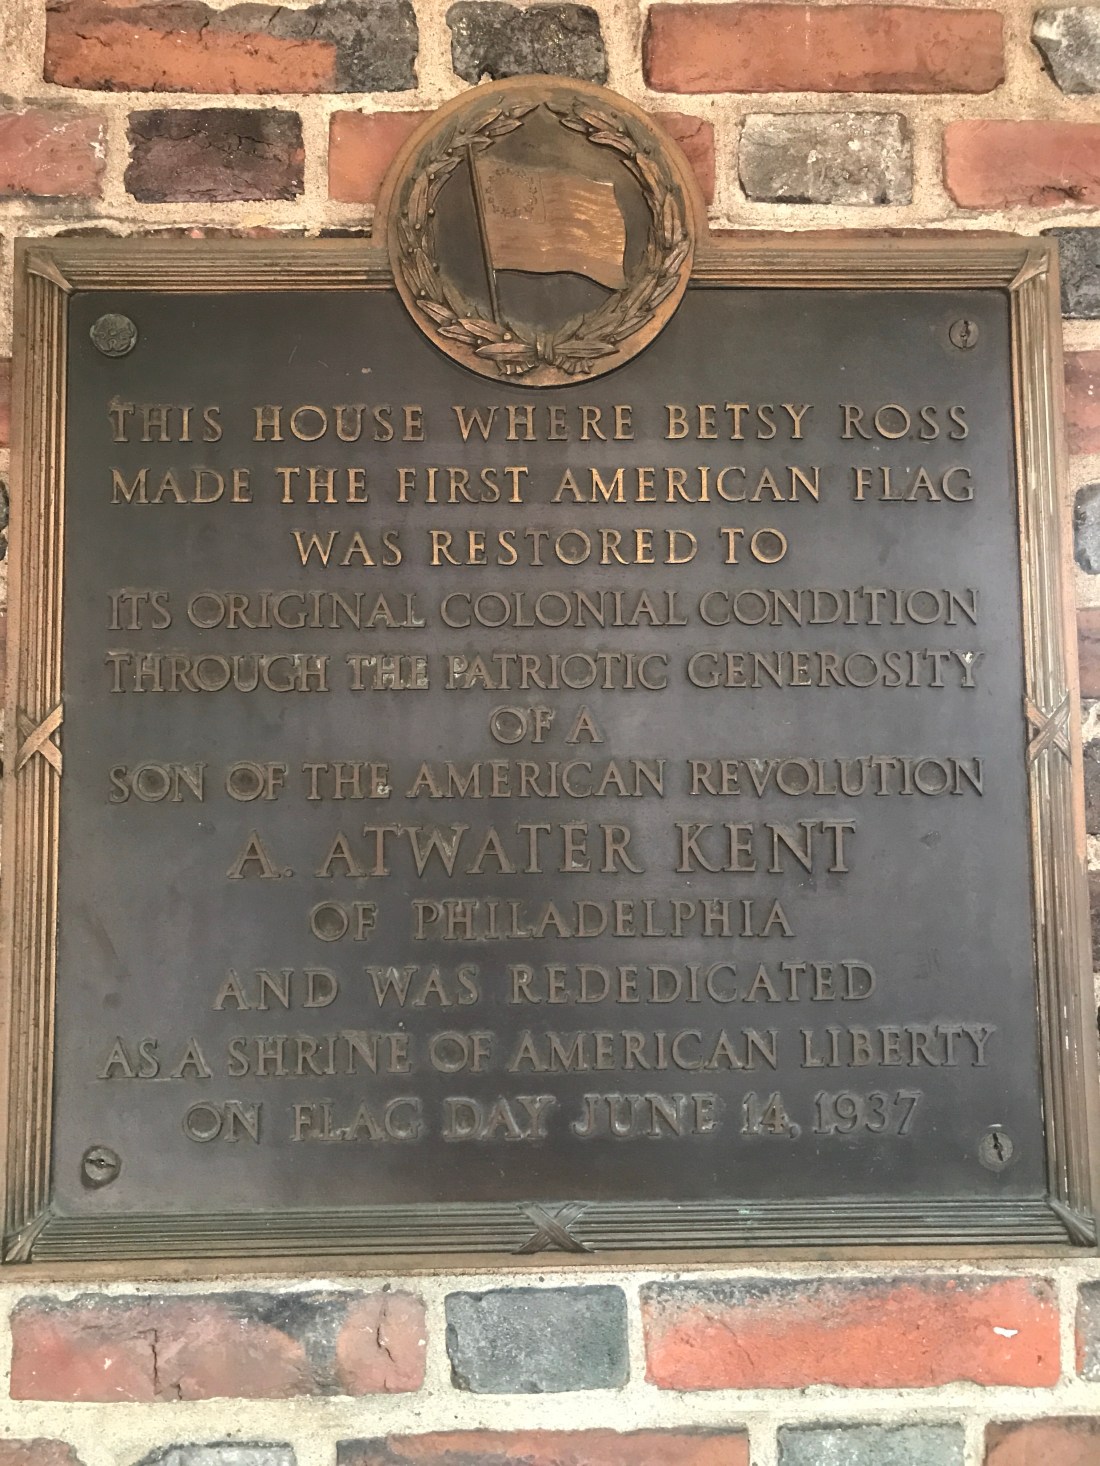 THIS HOUSE WHERE BETSY ROSS
MADE THE FIRST AMERICAN FLAG
WAS RESTORED TO
ITS ORIGINAL COLONIAL CONDITION
THROUGH THE PATRIOTIC GENEROSITY
OF A
SON OF THE AMERICAN REVOLUTION
A. ATWATER KENT
OF PHILADELPHIA
AND WAS REDEDICATED
AS A SHRINE OF AMERICAN LIBERTY
ON FLAG DAY JUNE 14, 1937